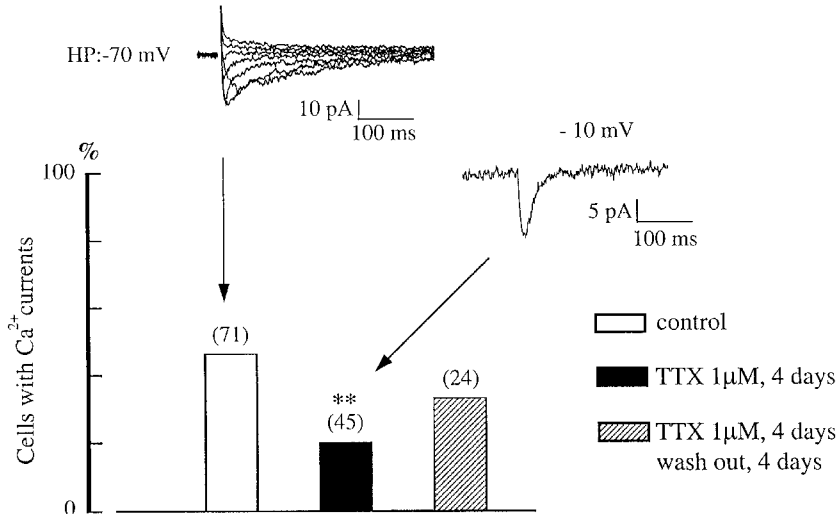 HP:-70 mV
10 pA
100 ms
- 10 mV
5 pA
100 ms
%
100
0
Cells with Ca2+ currents
(71)
**
(45)
(24)
control
TTX 1μM, 4 days
TTX 1μM, 4 days
wash out, 4 days